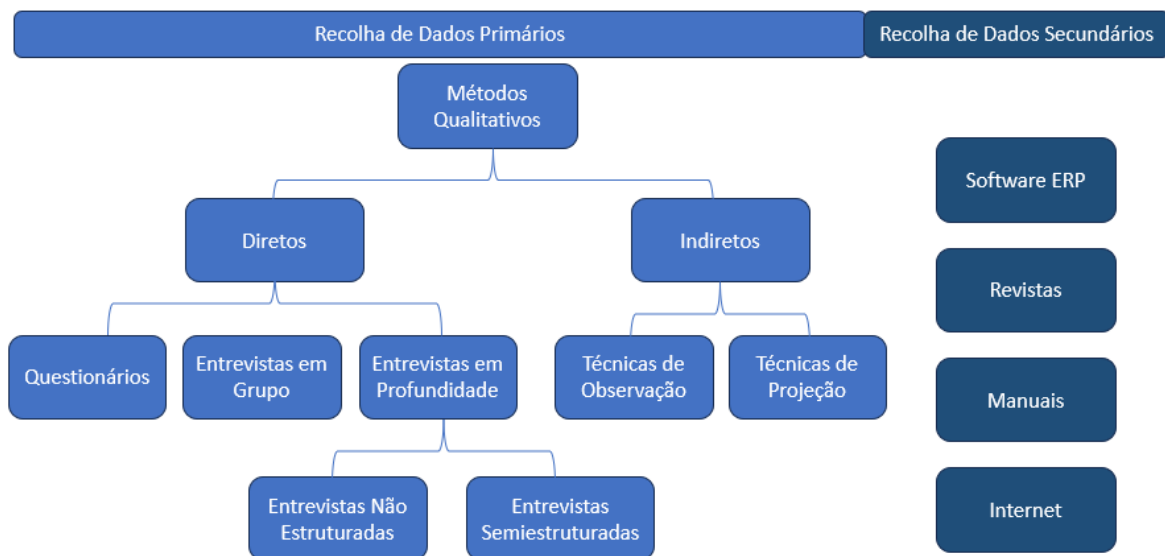 Recolha de Dados Primários
Recolha de Dados Secundários
Métodos
Qualitativos
Diretos
Indiretos
Questionários
Entrevistas em
Grupo
Entrevistas em
Profundidade
Técnicas de
Observação
Técnicas de
Projeção
Entrevistas Não
Estruturadas
Entrevistas
Semiestruturadas
Software ERP
Revistas
Manuais
Internet